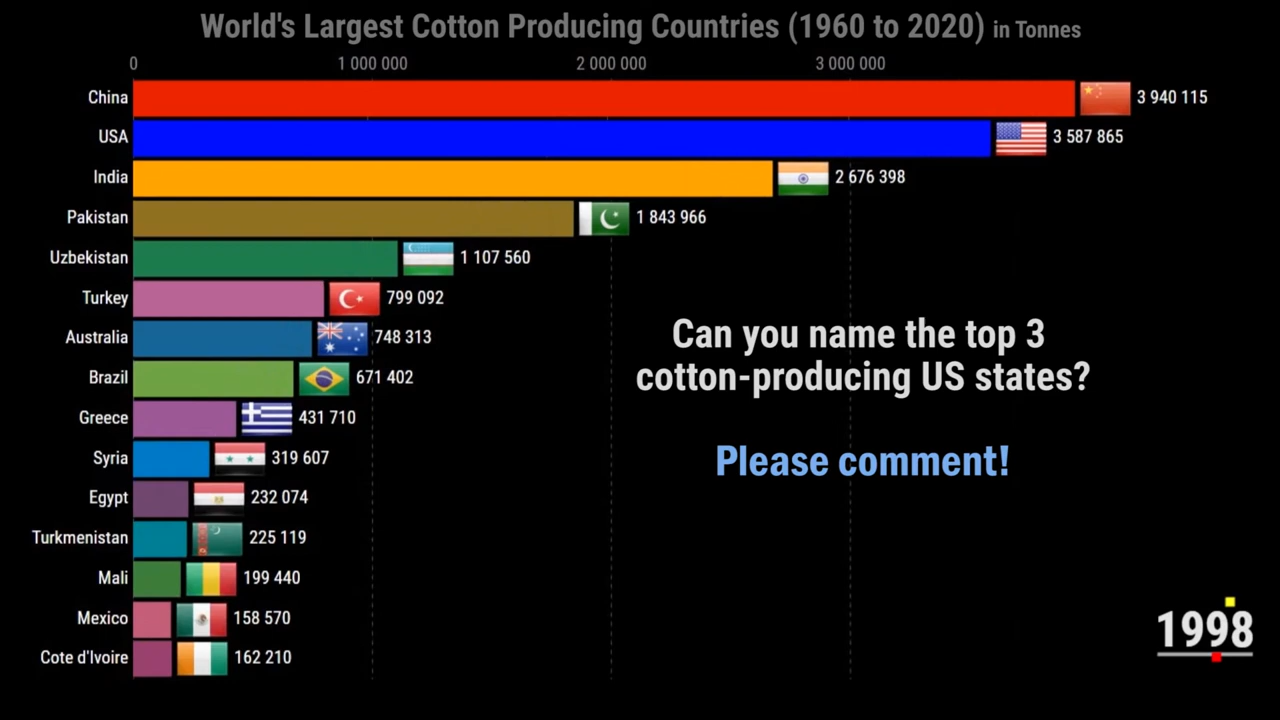 World's Largest Cotton Producing Countries (1960 to 2020) in Tonnes
0 1 000 000 2 000 000 3 000 000
China 3 940 115
USA 3 587 865
India 2 676 398
Pakistan 1 843 966
Uzbekistan 1 107 560
Turkey 799 092
Australia 748 313
Brazil 671 402
Greece 431 710
Syria 319 607
Egypt 232 074
Turkmenistan 225 119
Mali 199 440
Mexico 158 570
Cote d'Ivoire 162 210
Can you name the top 3
cotton-producing US states?
Please comment!
1998